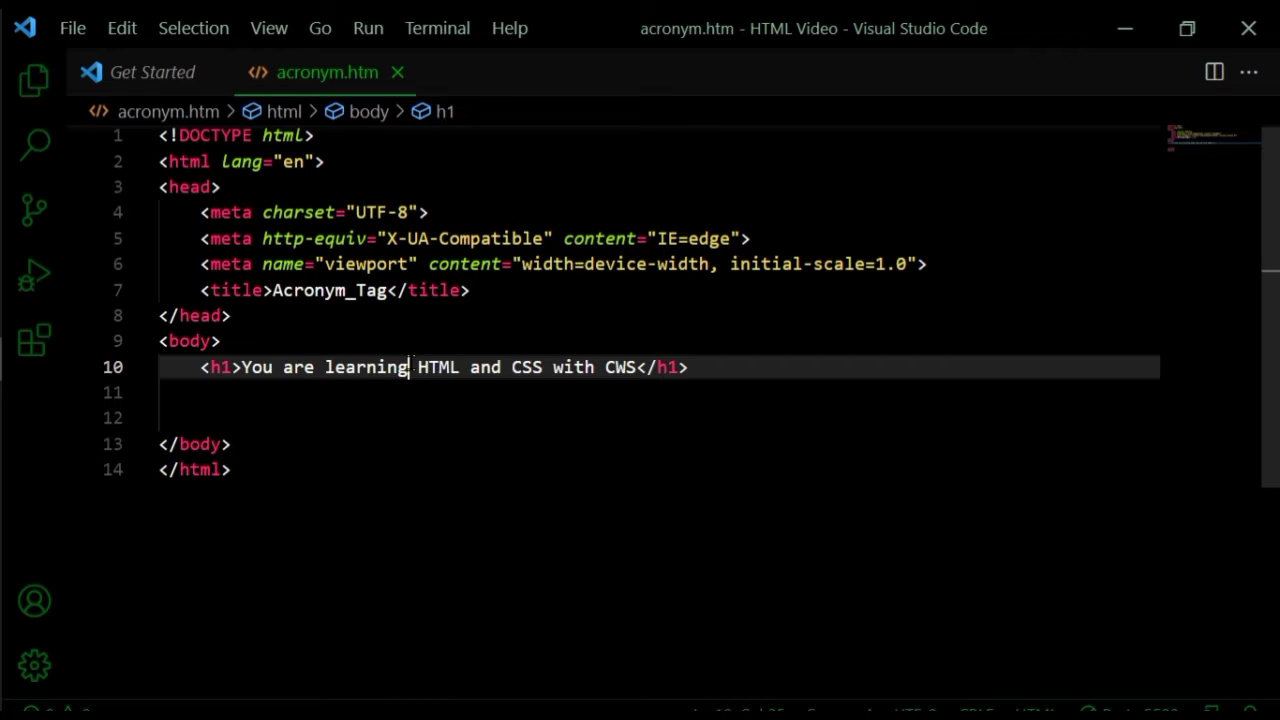 File Edit Selection View Go Run Terminal Help acronym.htm - HTML Video - Visual Studio Code
Get Started acronym.htm
acronym.htm > html > body > h1
1 <!DOCTYPE html>
2 <html lang="en">
3 <head>
4 <meta charset="UTF-8">
5 <meta http-equiv="X-UA-Compatible" content="IE=edge">
6 <meta name="viewport" content="width=device-width, initial-scale=1.0">
7 <title>Acronym_Tag</title>
8 </head>
9 <body>
10 <h1>You are learning HTML and CSS with CWS</h1>
11
12
13 </body>
14 </html>